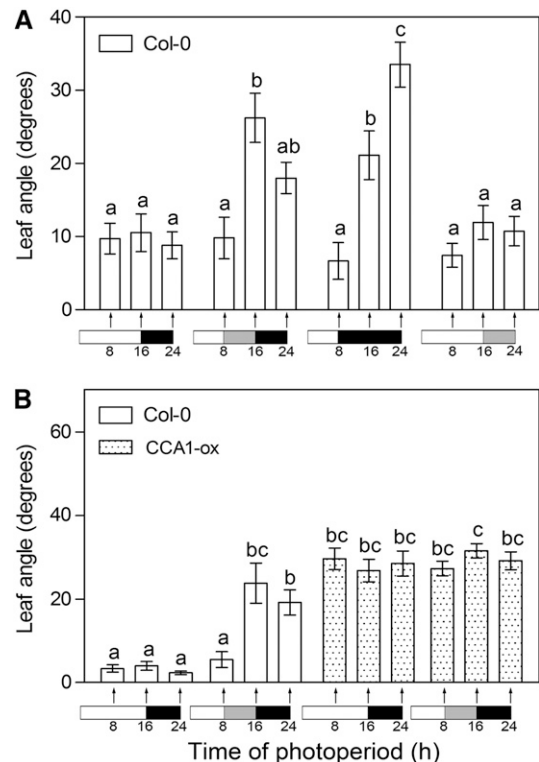 A
Col-0
Leaf angle (degrees)
40
30
20
10
0
a a a a b ab a b c a a a
8 16 24 8 16 24 8 16 24 8 16 24
B
Col-0
CCA1-ox
Leaf angle (degrees)
60
40
20
0
a a a a bc b bc bc bc bc c bc
8 16 24 8 16 24 8 16 24 8 16 24
Time of photoperiod (h)